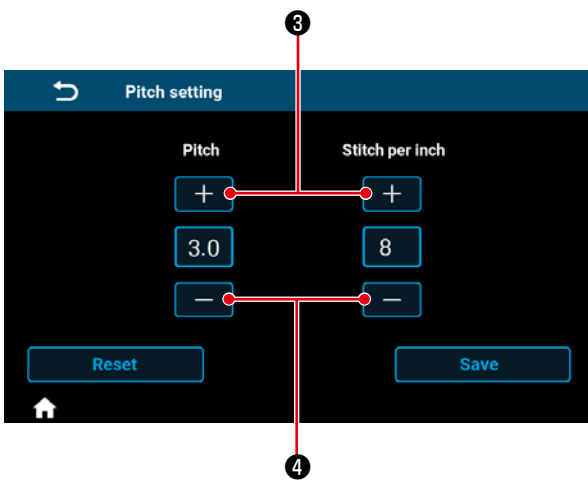 ❸
Pitch setting
Pitch Stitch per inch
+ +
3.0 8
− −
Reset Save
❹